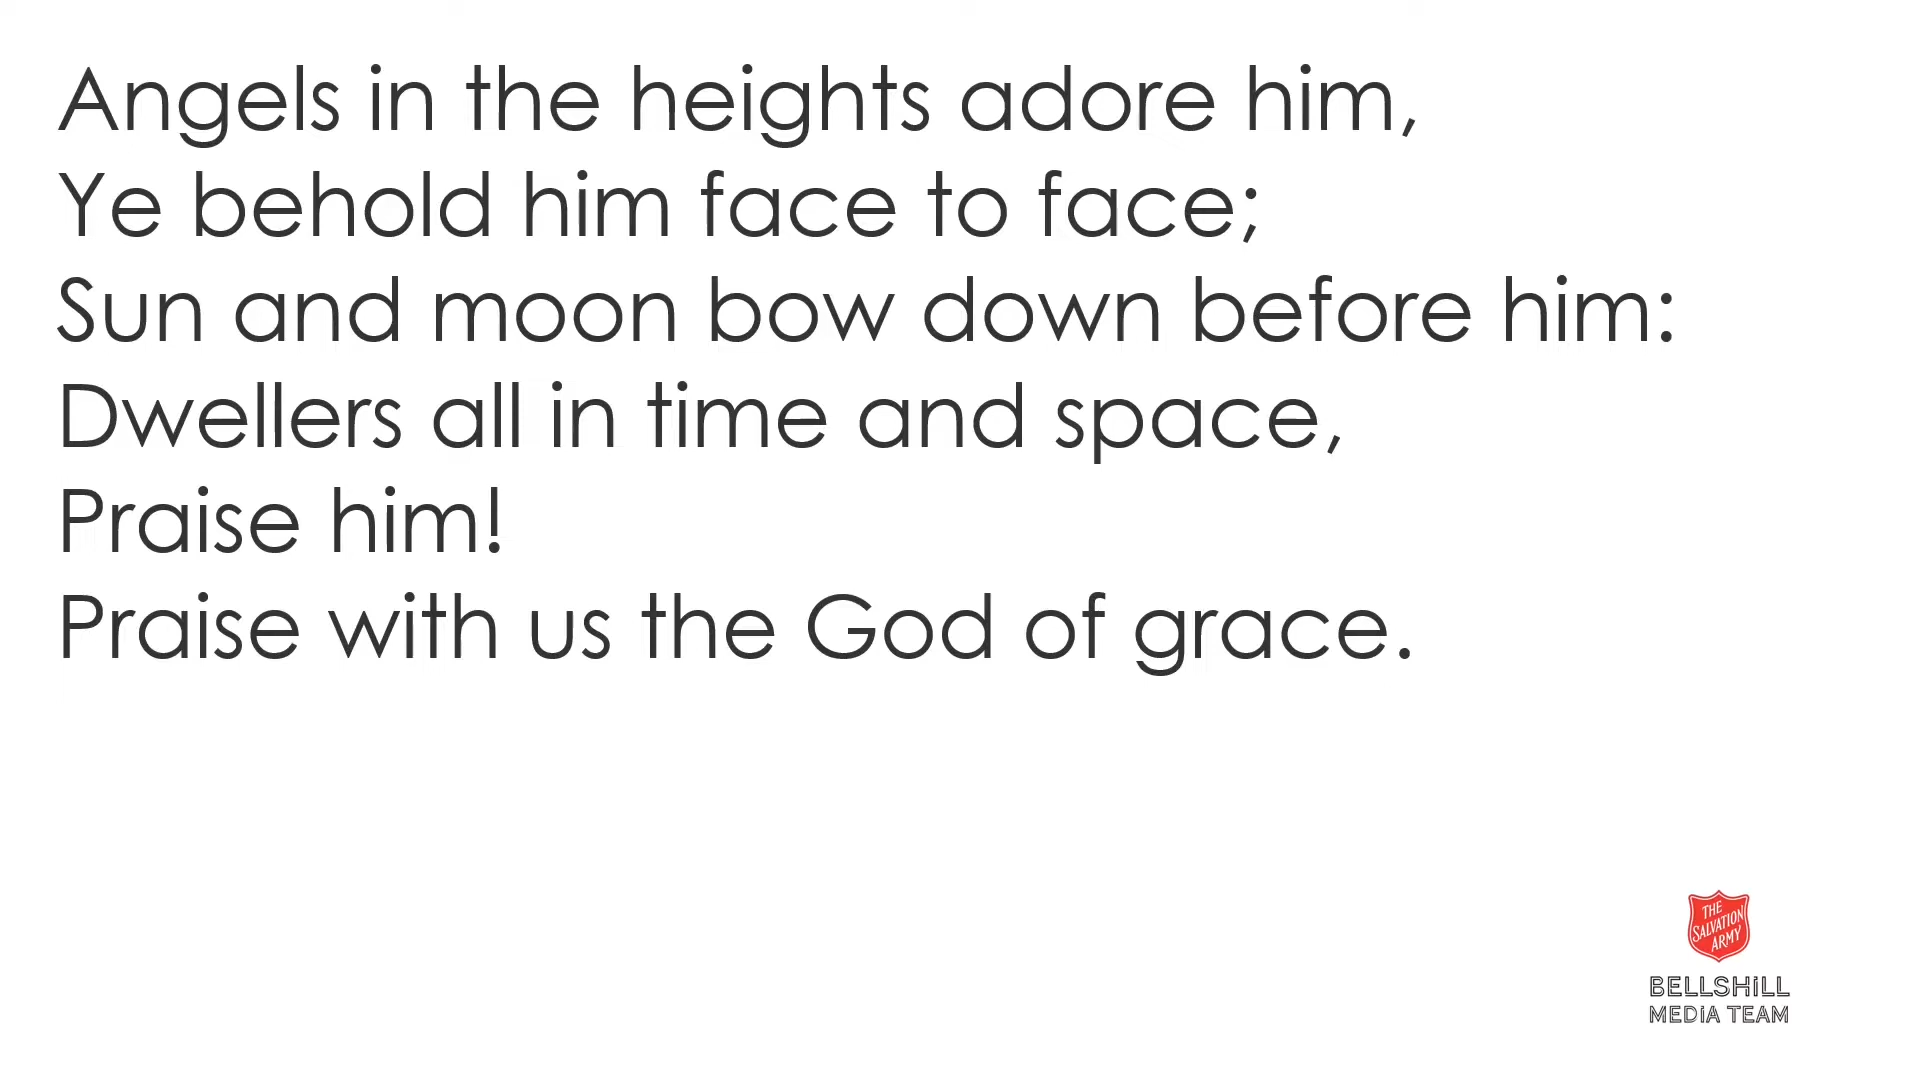 Angels in the heights adore him,
Ye behold him face to face;
Sun and moon bow down before him:
Dwellers all in time and space,
Praise him!
Praise with us the God of grace.
THE
SALVATION
ARMY
BELLSHiLL
MEDiA TEAM